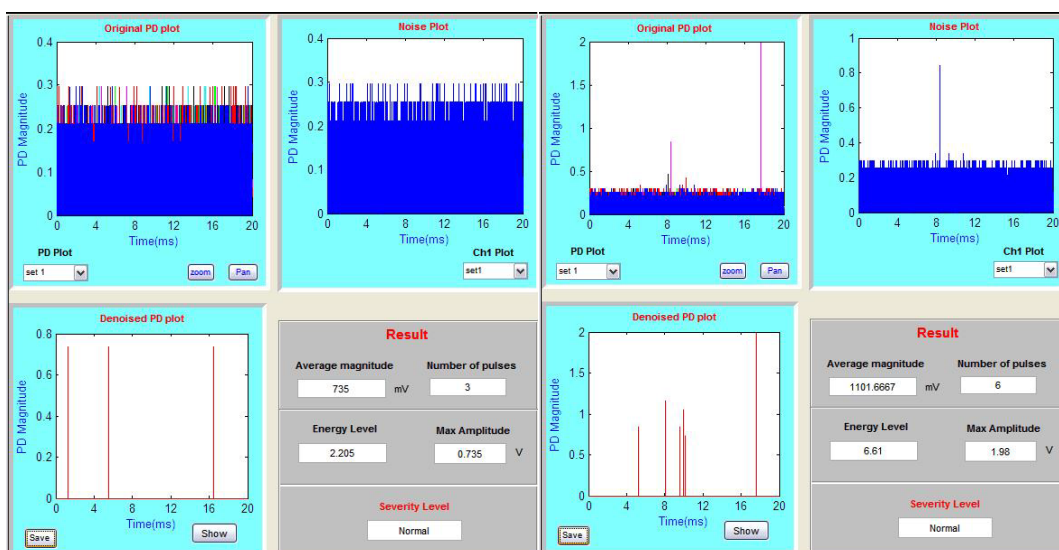 Original PD plot
PD Magnitude
0.4
0.3
0.2
0.1
0
0 4 8 12 16 20
Time(ms)
PD Plot
set 1
zoom
Pan
Noise Plot
PD Magnitude
0.4
0.3
0.2
0.1
0
0 4 8 12 16 20
Time(ms)
Ch1 Plot
set1
Denoised PD plot
PD Magnitude
0.8
0.6
0.4
0.2
0
0 4 8 12 16 20
Time(ms)
Save
Show
Result
Average magnitude
735 mV
Number of pulses
3
Energy Level
2.205
Max Amplitude
0.735 V
Severity Level
Normal
Original PD plot
PD Magnitude
2
1.5
1
0.5
0
0 4 8 12 16 20
Time(ms)
PD Plot
set 1
zoom
Pan
Noise Plot
PD Magnitude
1
0.8
0.6
0.4
0.2
0
0 4 8 12 16 20
Time(ms)
Ch1 Plot
set1
Denoised PD plot
PD Magnitude
2
1.5
1
0.5
0
0 4 8 12 16 20
Time(ms)
Save
Show
Result
Average magnitude
1101.6667 mV
Number of pulses
6
Energy Level
6.61
Max Amplitude
1.98 V
Severity Level
Normal